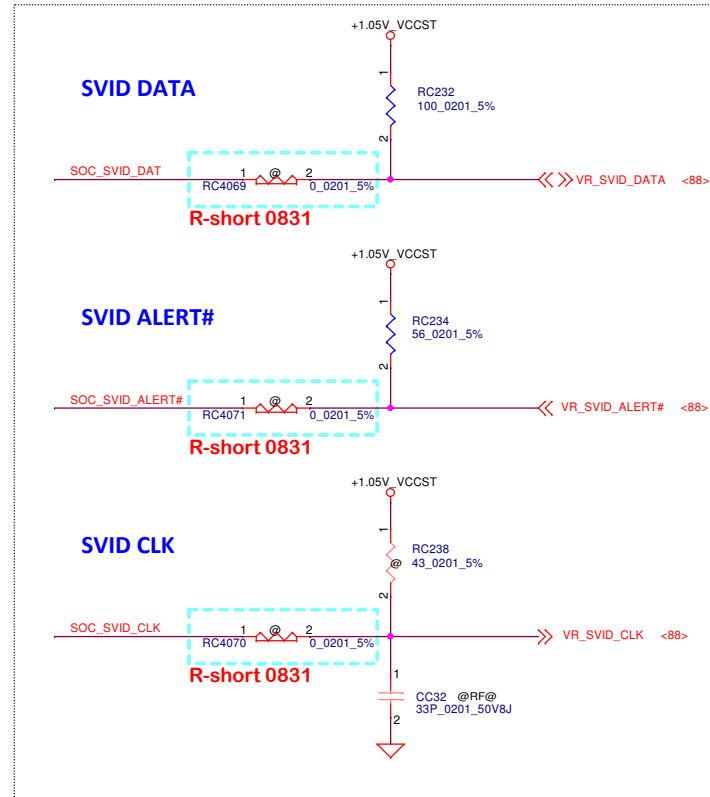 +1.05V_VCCST
SVID DATA
1
RC232
100_0201_5%
2
SOC_SVID_DAT
1 @ 2
RC4069 0_0201_5%
VR_SVID_DATA <88>
R-short 0831
+1.05V_VCCST
1
SVID ALERT#
RC234
56_0201_5%
2
SOC_SVID_ALERT#
1 @ 2
RC4071 0_0201_5%
VR_SVID_ALERT# <88>
R-short 0831
+1.05V_VCCST
1
SVID CLK
RC238
@ 43_0201_5%
2
SOC_SVID_CLK
1 @ 2
RC4070 0_0201_5%
VR_SVID_CLK <88>
R-short 0831
1
CC32 @RF@
33P_0201_50V8J
2